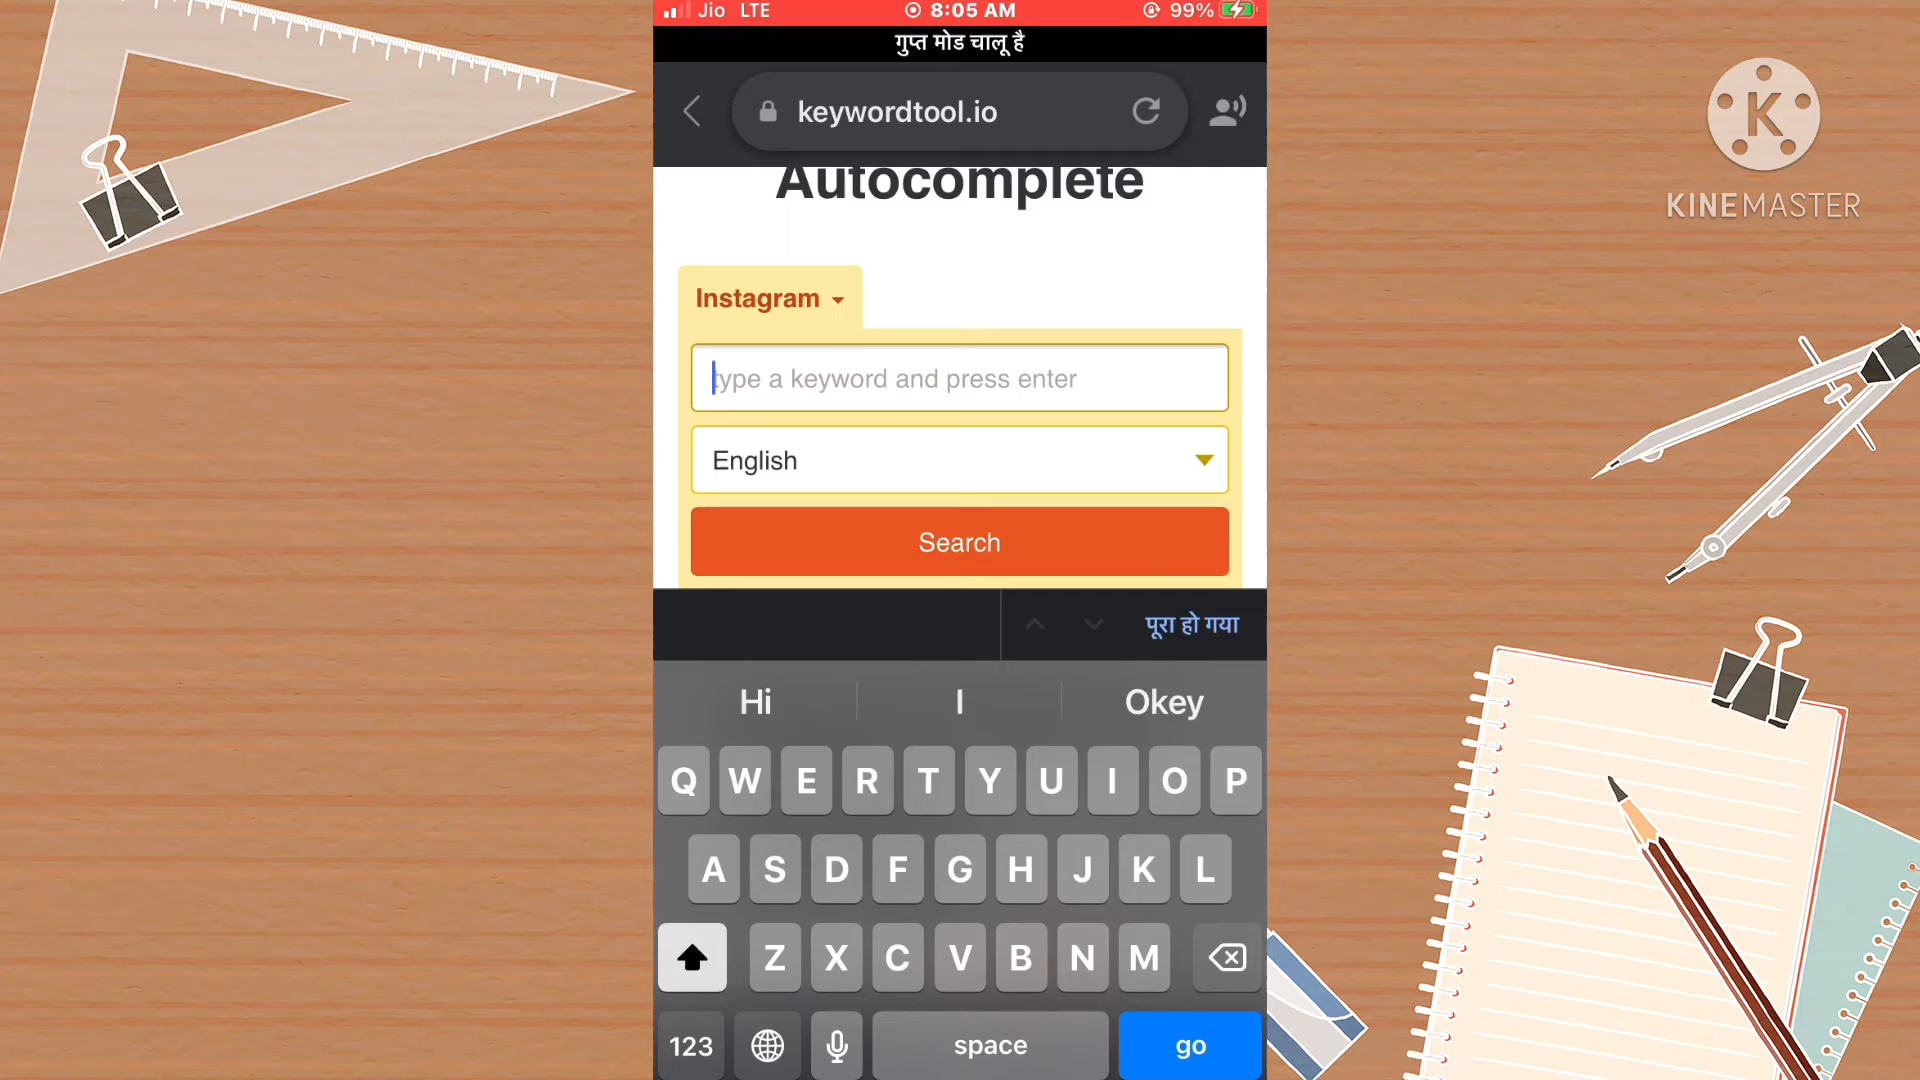 Jio LTE 8:05 AM 99%
गुप्त मोड चालू है
keywordtool.io
K
KINEMASTER
Autocomplete
Instagram
type a keyword and press enter
English
Search
पूरा हो गया
Hi I Okey
Q W E R T Y U I O P
A S D F G H J K L
Z X C V B N M
123 space go